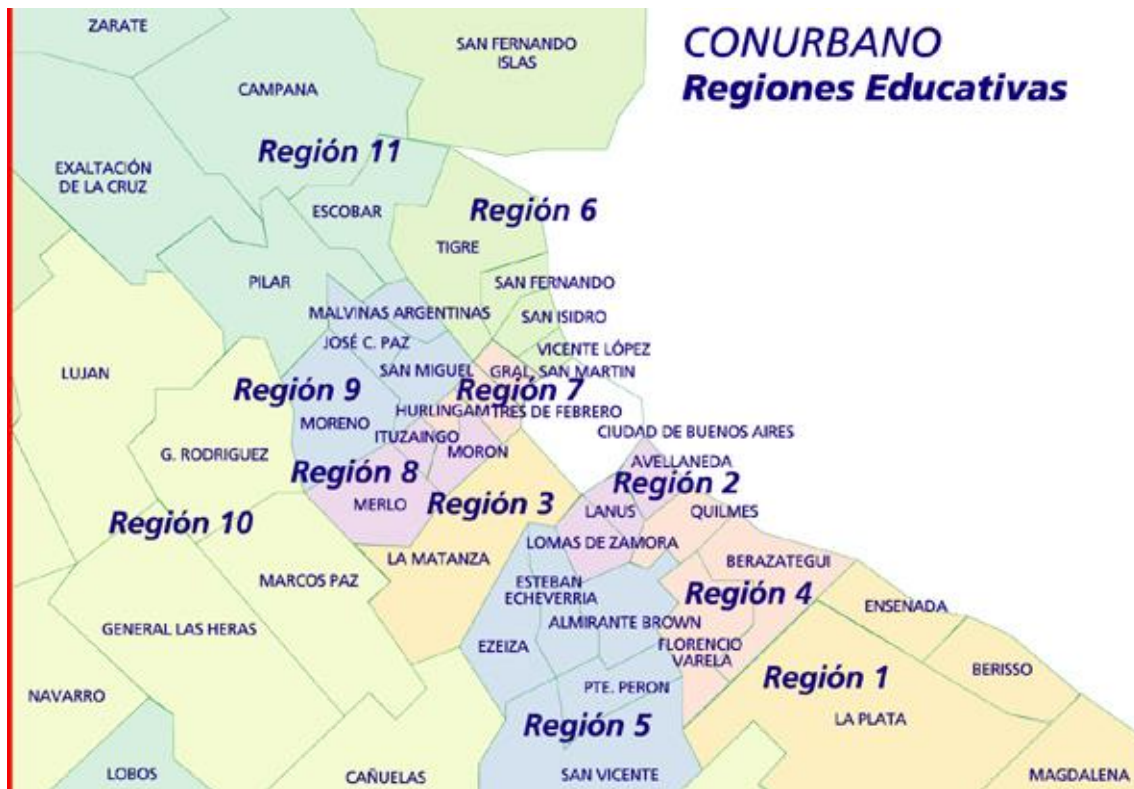 CONURBANO
Regiones Educativas
ZARATE
SAN FERNANDO
ISLAS
CAMPANA
Región 11
EXALTACIÓN
DE LA CRUZ
ESCOBAR
Región 6
TIGRE
PILAR
SAN FERNANDO
MALVINAS ARGENTINAS
SAN ISIDRO
JOSÉ C. PAZ
VICENTE LÓPEZ
LUJAN
SAN MIGUEL
GRAL. SAN MARTIN
Región 9
Región 7
HURLINGAM
TRES DE FEBRERO
MORENO
CIUDAD DE BUENOS AIRES
ITUZAINGO
G. RODRIGUEZ
MORON
AVELLANEDA
Región 8
Región 2
MERLO
Región 3
LANUS
QUILMES
Región 10
LOMAS DE ZAMORA
LA MATANZA
BERAZATEGUI
MARCOS PAZ
ESTEBAN
ECHEVERRIA
Región 4
ENSENADA
GENERAL LAS HERAS
ALMIRANTE BROWN
EZEIZA
FLORENCIO
VARELA
BERISSO
Región 1
PTE. PERON
NAVARRO
LA PLATA
Región 5
LOBOS
CAÑUELAS
SAN VICENTE
MAGDALENA